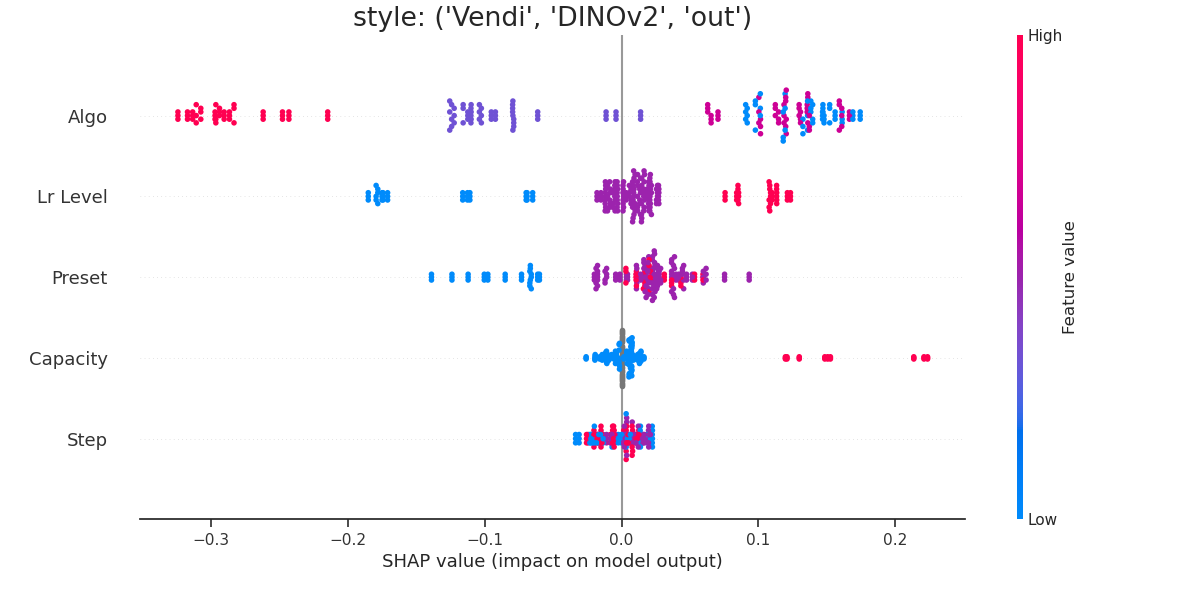 style: ('Vendi', 'DINOv2', 'out')
High
Algo
Lr Level
Preset
Capacity
Step
Feature value
Low
−0.3
−0.2
−0.1
0.0
0.1
0.2
SHAP value (impact on model output)